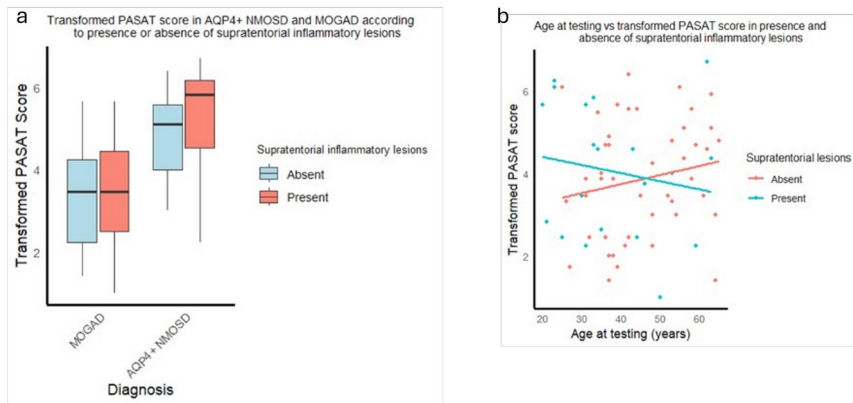 a
Transformed PASAT score in AQP4+ NMOSD and MOGAD according
to presence or absence of supratentorial inflammatory lesions
Transformed PASAT Score
6
4
2
MOGAD
AQP4+ NMOSD
Diagnosis
Supratentorial inflammatory lesions
Absent
Present
b
Age at testing vs transformed PASAT score in presence and
absence of supratentorial inflammatory lesions
Transformed PASAT score
6
4
2
20 30 40 50 60
Age at testing (years)
Supratentorial lesions
Absent
Present